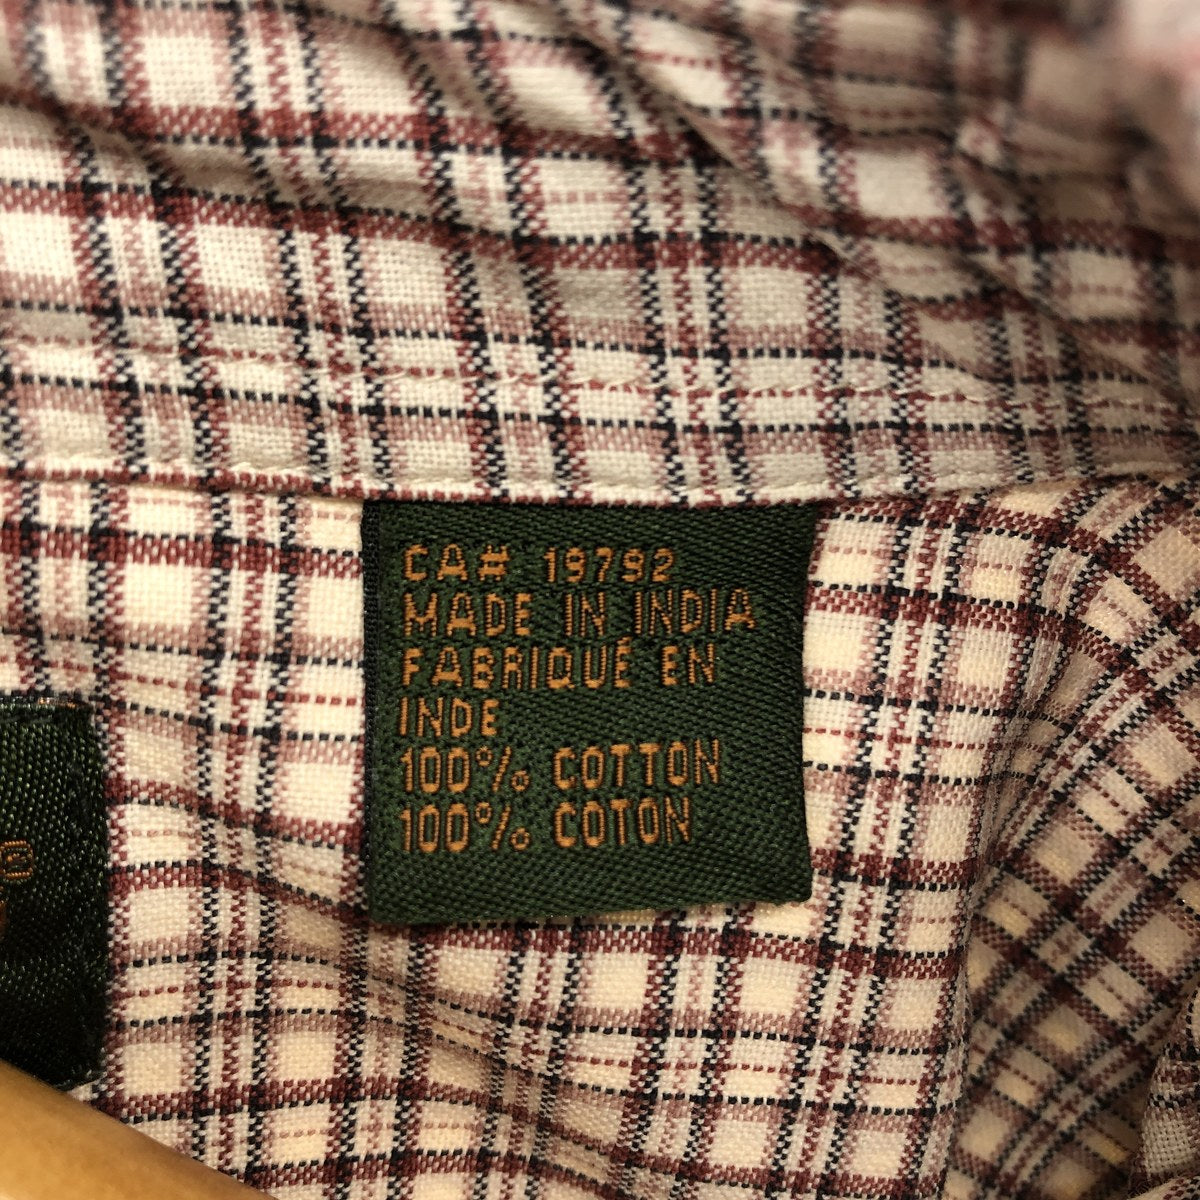 CA# 19792
MADE IN INDIA
FABRIQUÉ EN
INDE
100% COTTON
100% COTON